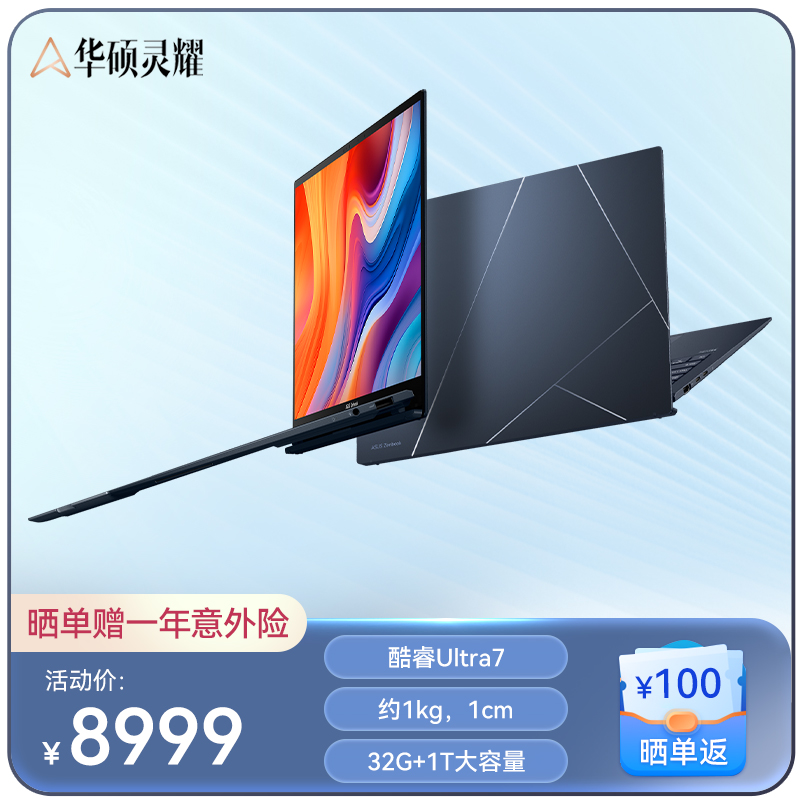 华硕灵耀
ASUS Zenbook
晒单赠一年意外险
活动价:
¥8999
酷睿Ultra7
约1kg，1cm
32G+1T大容量
¥100
晒单返